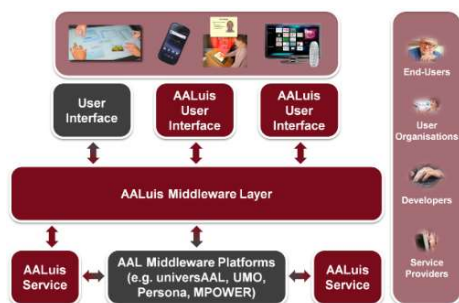 User
Interface
AALuis
User
Interface
AALuis
User
Interface
AALuis Middleware Layer
AALuis
Service
AAL Middleware Platforms
(e.g. universAAL, UMO,
Persona, MPOWER)
AALuis
Service
End-Users
User
Organisations
Developers
Service
Providers